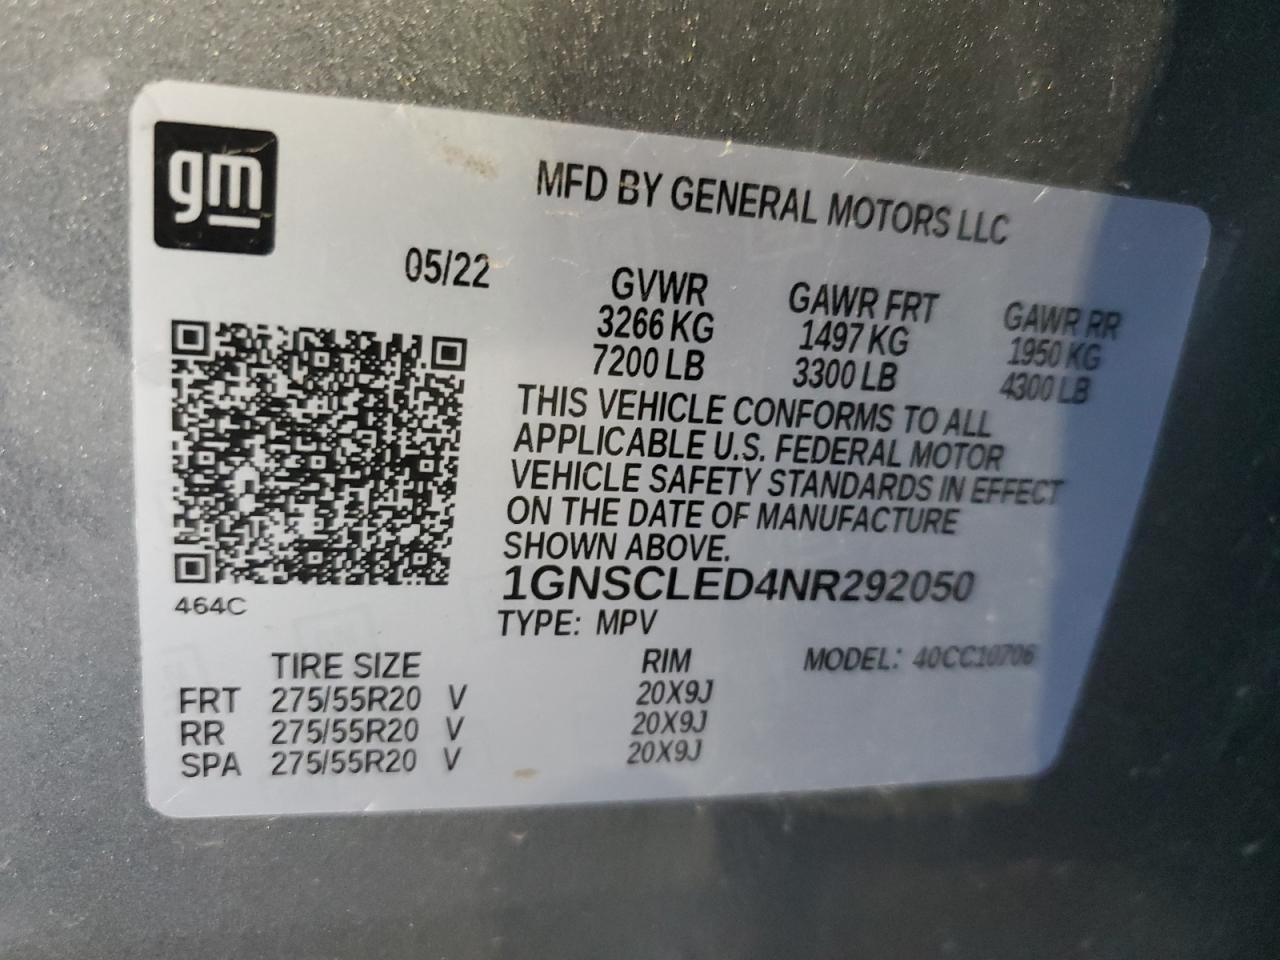 gm
MFD BY GENERAL MOTORS LLC
05/22
GVWR GAWR FRT GAWR RR
3266 KG 1497 KG 1950 KG
7200 LB 3300 LB 4300 LB
THIS VEHICLE CONFORMS TO ALL
APPLICABLE U.S. FEDERAL MOTOR
VEHICLE SAFETY STANDARDS IN EFFECT
ON THE DATE OF MANUFACTURE
SHOWN ABOVE.
1GNSCLED4NR292050
464C
TYPE: MPV
TIRE SIZE RIM MODEL: 40CC10706
FRT 275/55R20 V 20X9J
RR 275/55R20 V 20X9J
SPA 275/55R20 V 20X9J